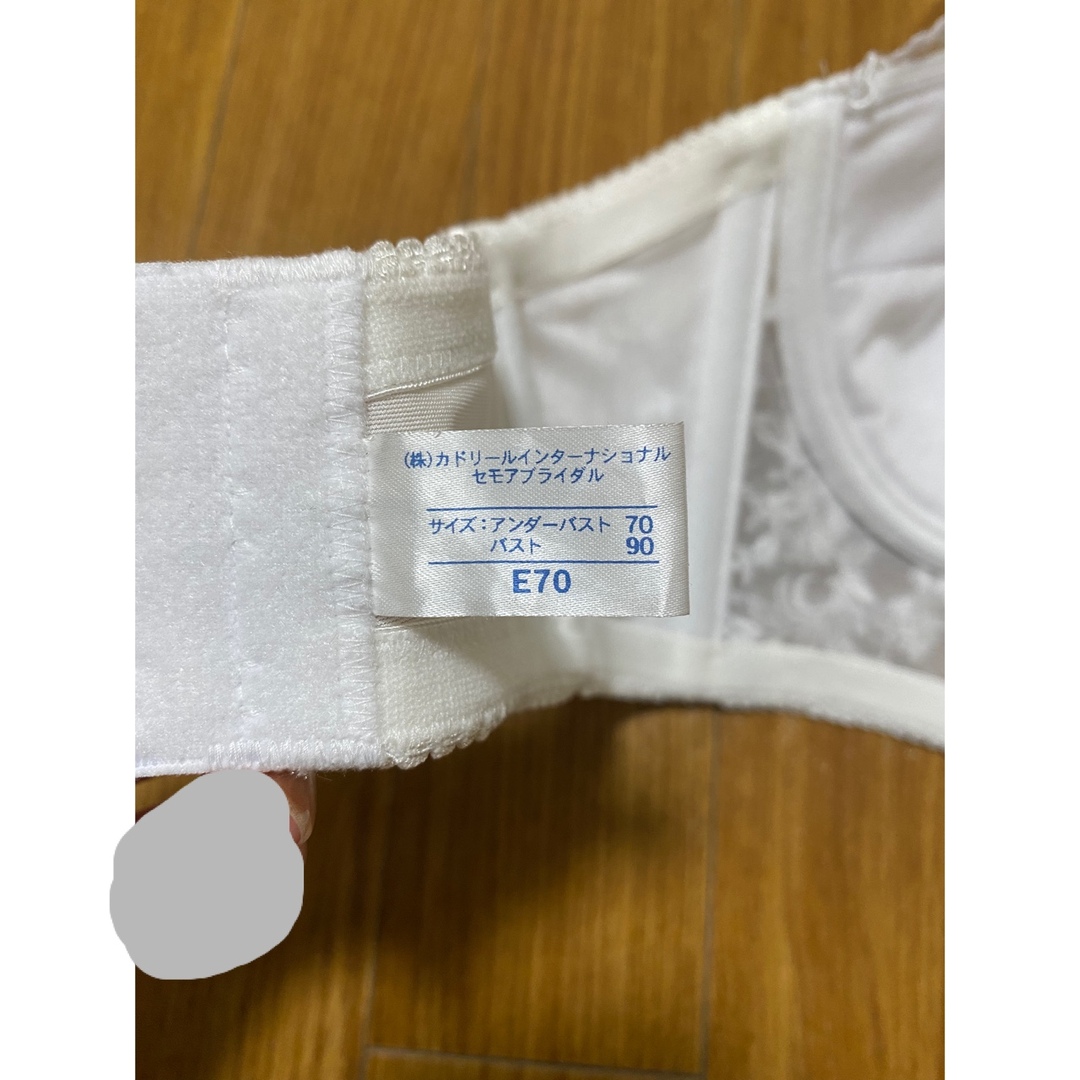 (株)カドリールインターナショナル
セモアブライダル
サイズ:アンダーバスト 70
バスト 90
E70